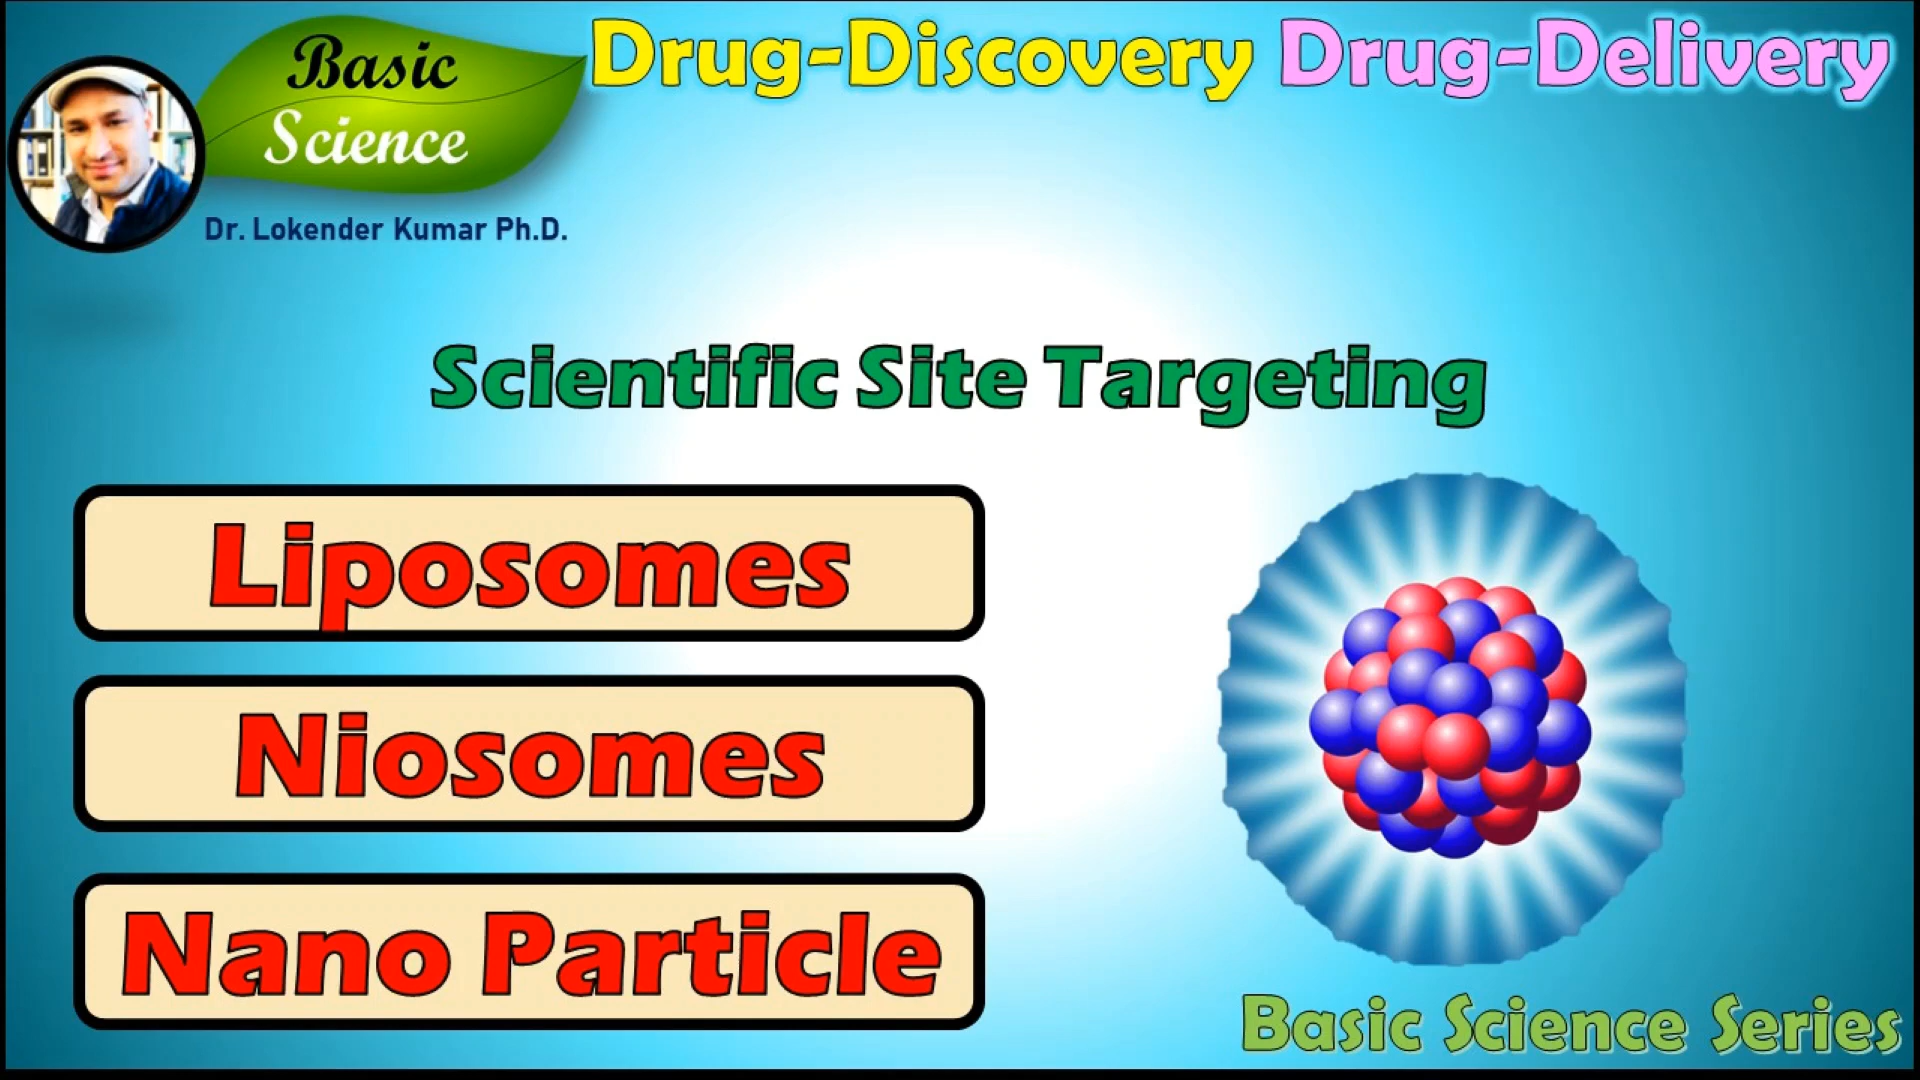 Basic
Science
Dr. Lokender Kumar Ph.D.
Drug-Discovery Drug-Delivery
Scientific Site Targeting
Liposomes
Niosomes
Nano Particle
Basic Science Series